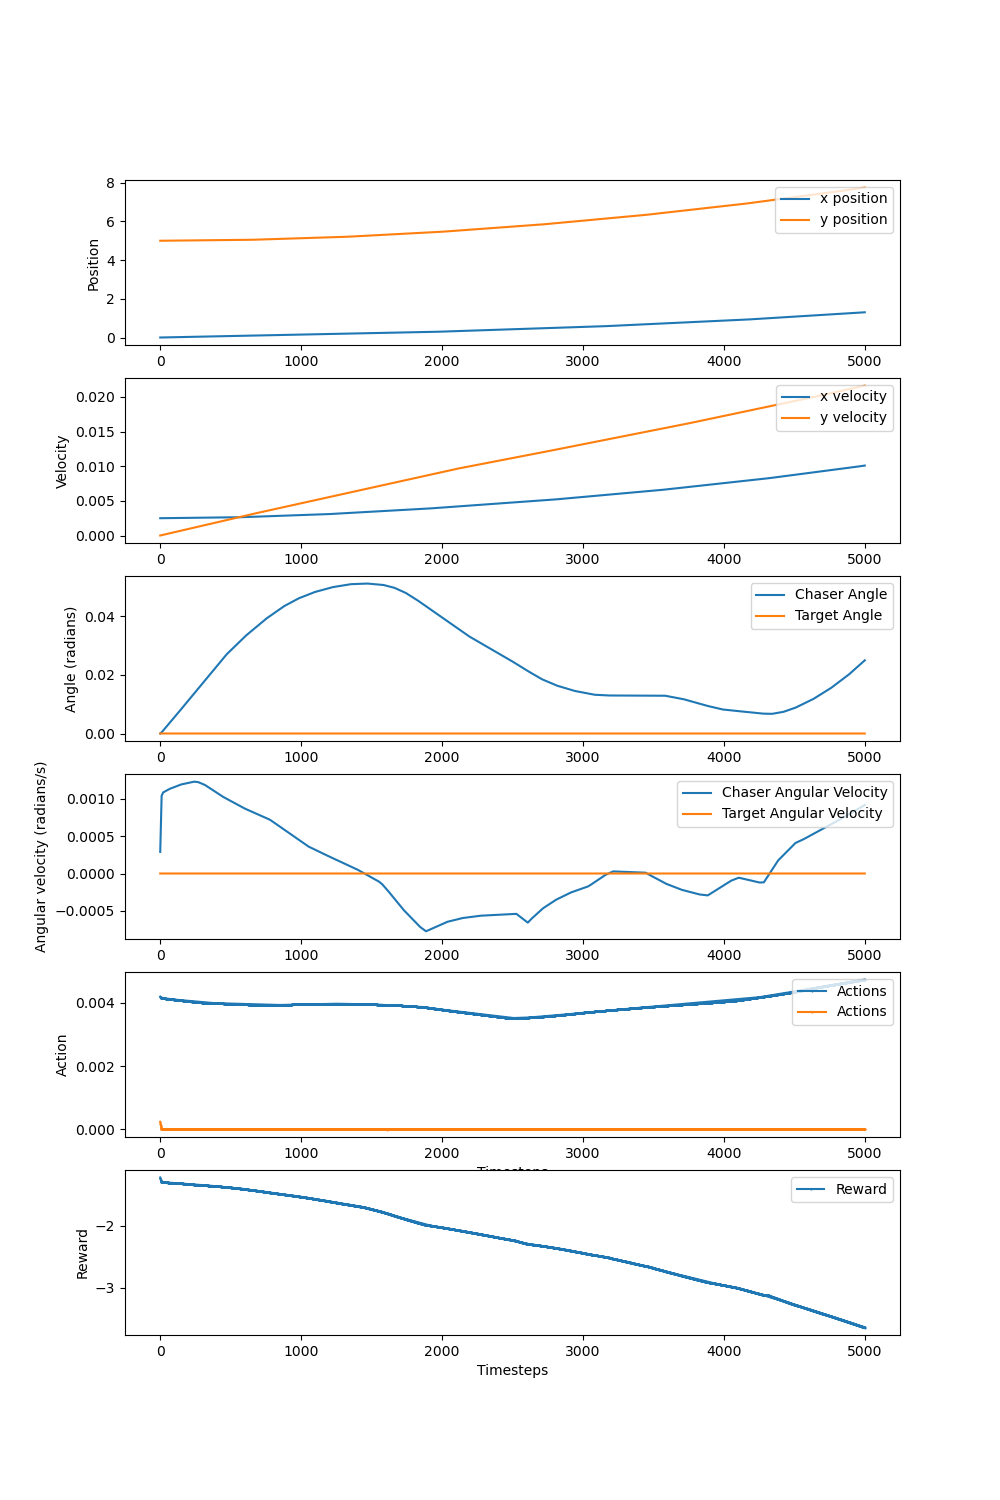 8
6
4
2
0
Position
x position
y position
0 1000 2000 3000 4000 5000
0.020
0.015
0.010
0.005
0.000
Velocity
x velocity
y velocity
0 1000 2000 3000 4000 5000
0.04
0.02
0.00
Angle (radians)
Chaser Angle
Target Angle
0 1000 2000 3000 4000 5000
0.0010
0.0005
0.0000
−0.0005
Angular velocity (radians/s)
Chaser Angular Velocity
Target Angular Velocity
0 1000 2000 3000 4000 5000
0.004
0.002
0.000
Action
Actions
Actions
0 1000 2000 3000 4000 5000
Timesteps
−2
−3
Reward
Reward
0 1000 2000 3000 4000 5000
Timesteps